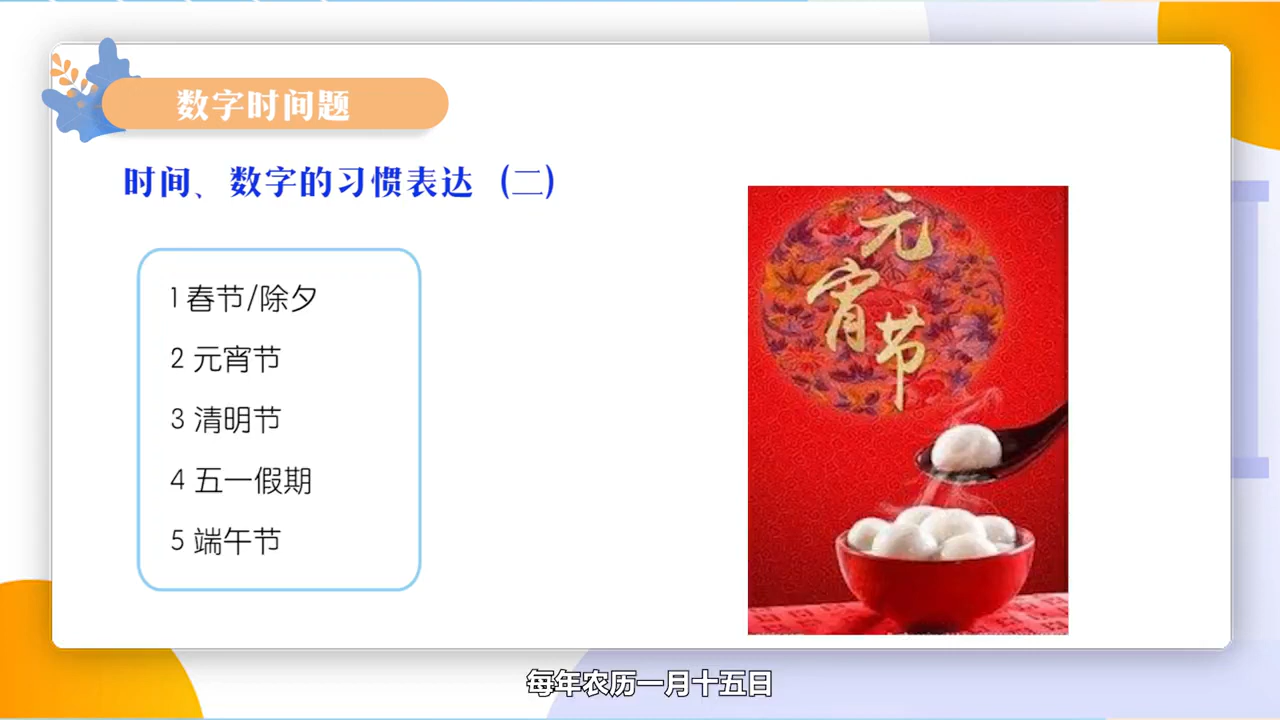 数字时间题
时间、数字的习惯表达（二）
1 春节/除夕
2 元宵节
3 清明节
4 五一假期
5 端午节
元
宵
节
每年农历一月十五日